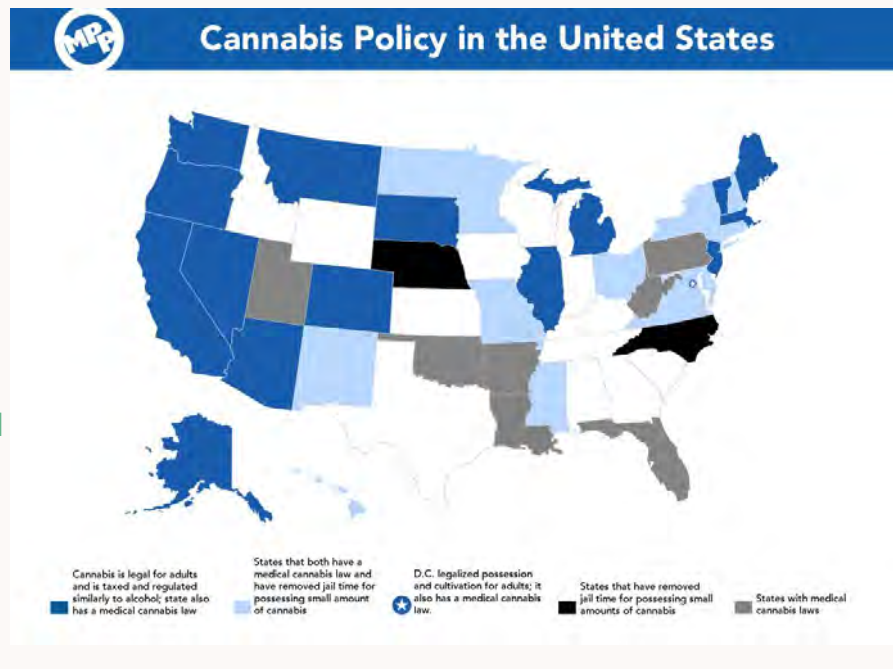 MPP
Cannabis Policy in the United States
Cannabis is legal for adults
and is taxed and regulated
similarly to alcohol; state also
has a medical cannabis law
States that both have a
medical cannabis law and
have removed jail time for
possessing small amount
of cannabis
D.C. legalized possession
and cultivation for adults; it
also has a medical cannabis
law.
States that have removed
jail time for possessing small
amounts of cannabis
States with medical
cannabis laws